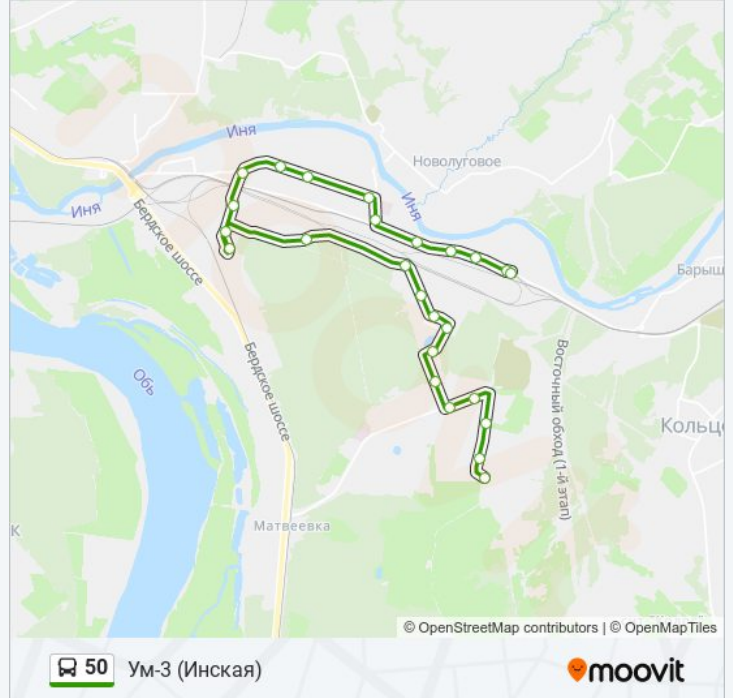 Иня
Новолуговое
Иня
Иня
Бердское шоссе
Барыш
Обь
Бердское шоссе
Восточный обход (1-й этап)
Кольц
К
Матвеевка
© OpenStreetMap contributors | © OpenMapTiles
50 Ум-3 (Инская)
moovit